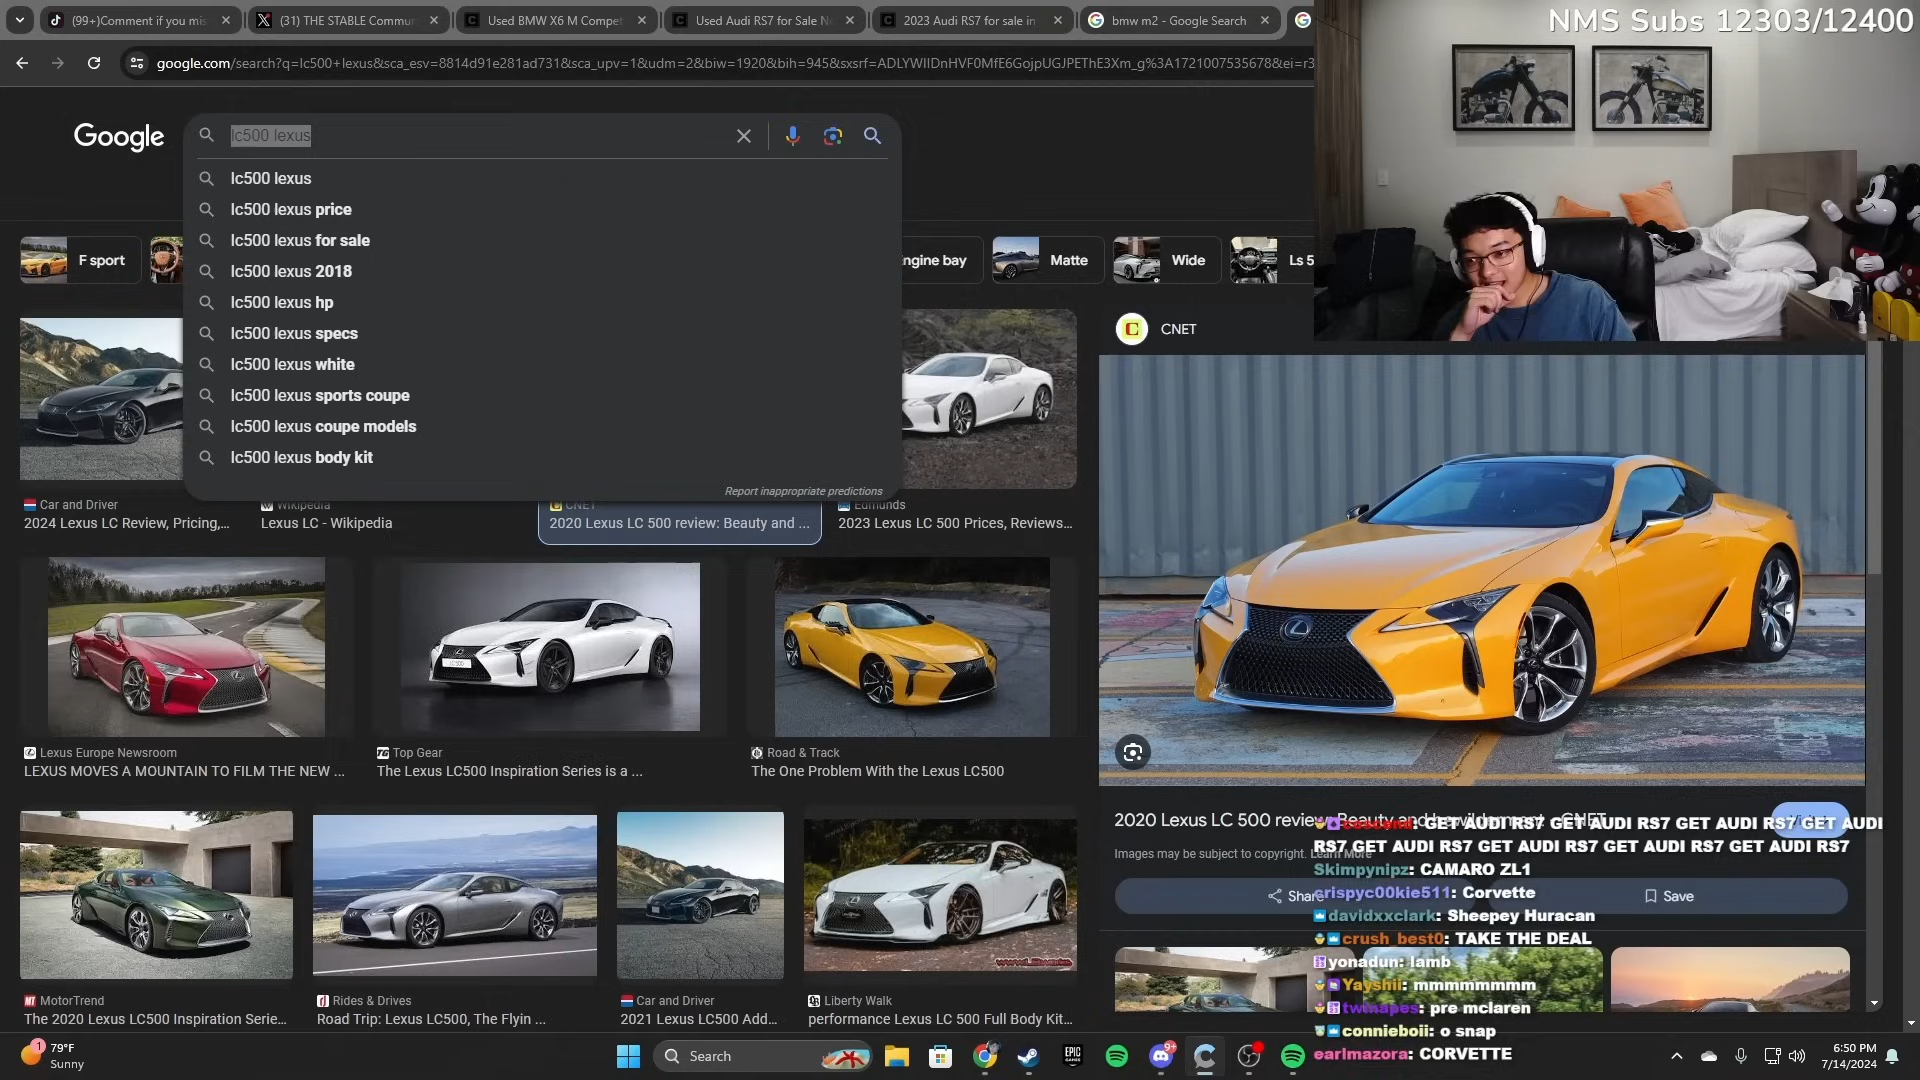 (99+)Comment if you mis
(31) THE STABLE Commun
Used BMW X6 M Compet
Used Audi RS7 for Sale Ne
2023 Audi RS7 for sale in
bmw m2 - Google Search
NMS Subs 12303/12400
google.com/search?q=lc500+lexus&sca_esv=8814d91e281ad731&sca_upv=1&udm=2&biw=1920&bih=945&sxsrf=ADLYWIIDnHVF0MfE6GojpUGJPEThE3Xm_g%3A1721007535678&ei=r3
Google
lc500 lexus
lc500 lexus
lc500 lexus price
lc500 lexus for sale
lc500 lexus 2018
lc500 lexus hp
lc500 lexus specs
lc500 lexus white
lc500 lexus sports coupe
lc500 lexus coupe models
lc500 lexus body kit
Report inappropriate predictions
F sport
ngine bay
Matte
Wide
Ls 5
CNET
Car and Driver
2024 Lexus LC Review, Pricing,...
Wikipedia
Lexus LC - Wikipedia
CNET
2020 Lexus LC 500 review: Beauty and ...
Edmunds
2023 Lexus LC 500 Prices, Reviews...
Lexus Europe Newsroom
LEXUS MOVES A MOUNTAIN TO FILM THE NEW ...
Top Gear
The Lexus LC500 Inspiration Series is a ...
Road & Track
The One Problem With the Lexus LC500
MotorTrend
The 2020 Lexus LC500 Inspiration Serie...
Rides & Drives
Road Trip: Lexus LC500, The Flyin ...
Car and Driver
2021 Lexus LC500 Add...
Liberty Walk
performance Lexus LC 500 Full Body Kit...
2020 Lexus LC 500 review: Beauty and
Images may be subject to copyright. Learn More
Share
Save
GET AUDI RS7 GET AUDI RS7 GET AUDI RS7 GET AUDI
RS7 GET AUDI RS7 GET AUDI RS7 GET AUDI RS7 GET AUDI RS7
Skimpynipz: CAMARO ZL1
crispyc00kie511: Corvette
davidxxclark: Sheepey Huracan
crush_best0: TAKE THE DEAL
yonadun: lamb
Yayshii: mmmmmmmm
twinapes: pre mclaren
connieboii: o snap
earlmazora: CORVETTE
79°F
Sunny
Search
6:50 PM
7/14/2024